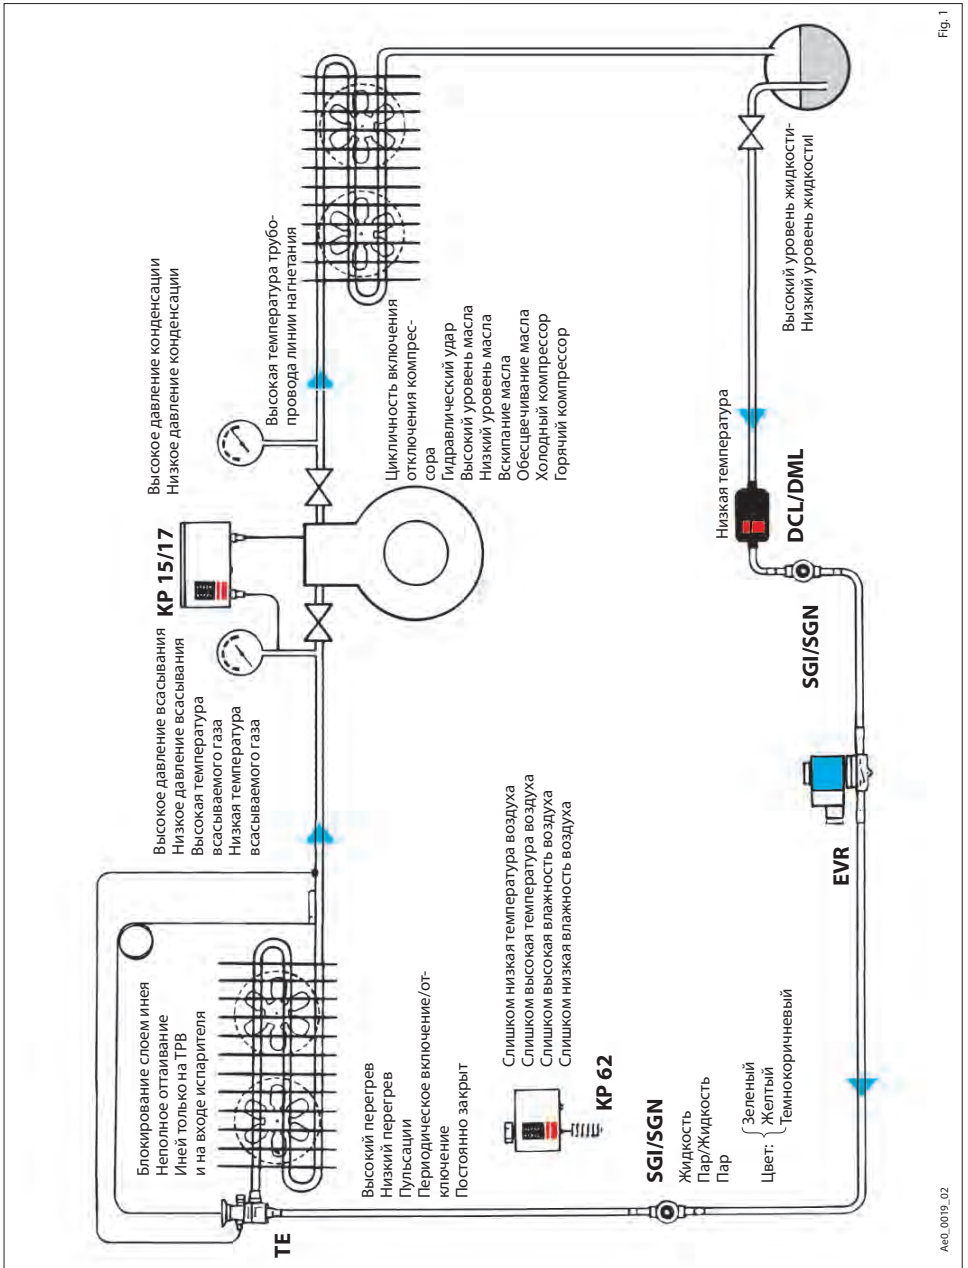 Fig. 1
Блокирование слоем инея
Неполное оттаивание
Иней только на ТРВ
и на входе испарителя
TE
Высокий перегрев
Низкий перегрев
Пульсации
Периодическое включение/от-
ключение
Постоянно закрыт
Высокое давление всасывания
Низкое давление всасывания
Высокая температура
всасываемого газа
Низкая температура
всасываемого газа
KP 15/17
Высокое давление конденсации
Низкое давление конденсации
Высокая температура трубо-
провода линии нагнетания
Цикличность включения
отключения компрес-
сора
Гидравлический удар
Высокий уровень масла
Низкий уровень масла
Вскипание масла
Обесцвечивание масла
Холодный компрессор
Горячий компрессор
Слишком низкая температура воздуха
Слишком высокая температура воздуха
Слишком высокая влажность воздуха
Слишком низкая влажность воздуха
KP 62
SGI/SGN
Жидкость
Пар/Жидкость
Пар
Цвет:
Зеленый
Желтый
Темнокоричневый
EVR
SGI/SGN
Низкая температура
DCL/DML
Высокий уровень жидкости-
Низкий уровень жидкостиl
Ae0_0019_02